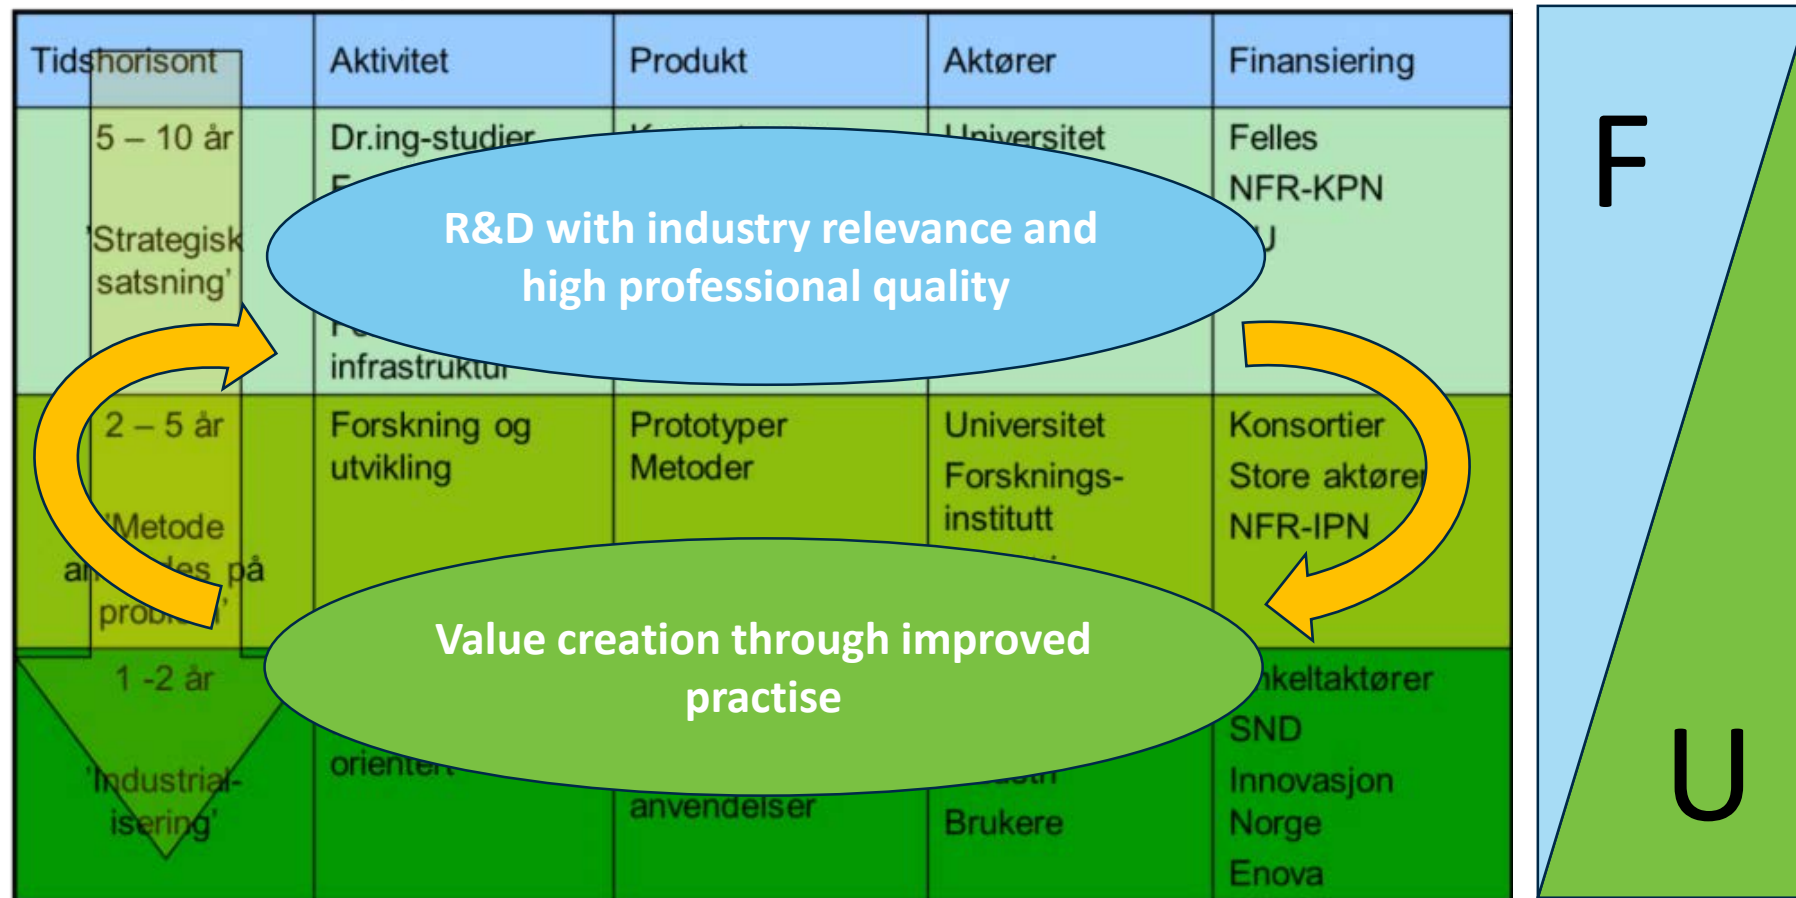 Tidshorisont
Aktivitet
Produkt
Aktører
Finansiering
5 – 10 år
'Strategisk
satsning'
Dr.ing-studier
infrastruktur
Universitet
Felles
NFR-KPN
R&D with industry relevance and
high professional quality
2 – 5 år
'Metode
på
Forskning og
utvikling
Prototyper
Metoder
Universitet
Forsknings-
institutt
Konsortier
Store aktører
NFR-IPN
Value creation through improved
practise
1 -2 år
'Industrial-
isering'
orientert
anvendelser
Brukere
SND
Innovasjon
Norge
Enova
F
U